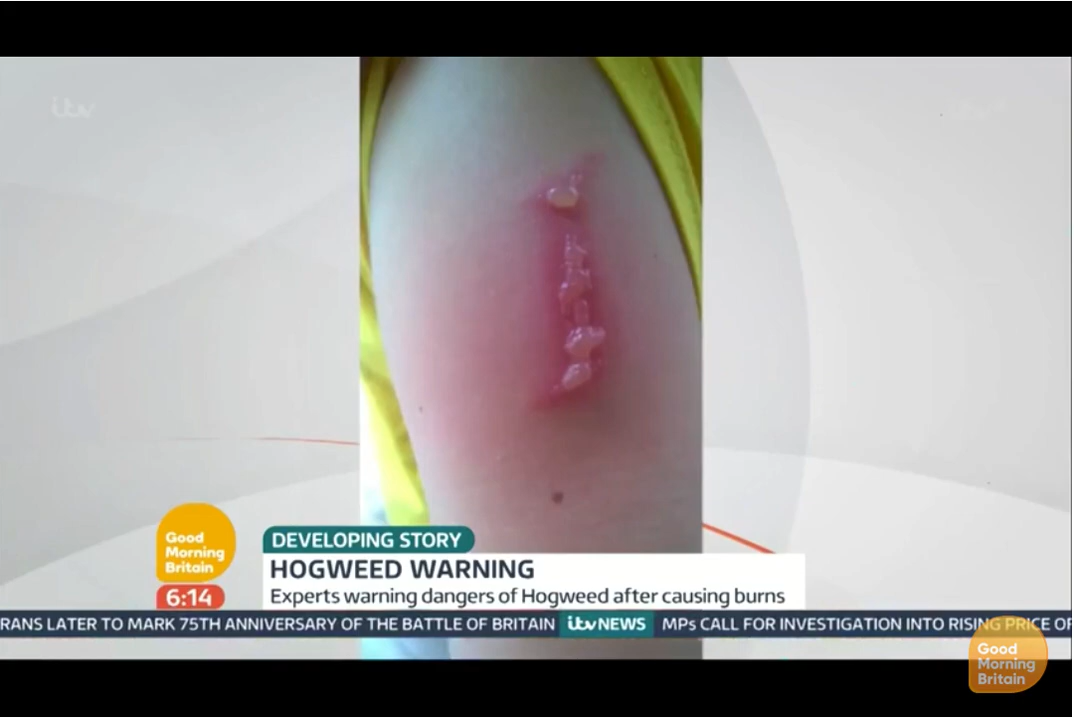 itv
Good
Morning
Britain
6:14
DEVELOPING STORY
HOGWEED WARNING
Experts warning dangers of Hogweed after causing burns
RANS LATER TO MARK 75TH ANNIVERSARY OF THE BATTLE OF BRITAIN itv NEWS MPs CALL FOR INVESTIGATION INTO RISING PRICE OF
Good
Morning
Britain